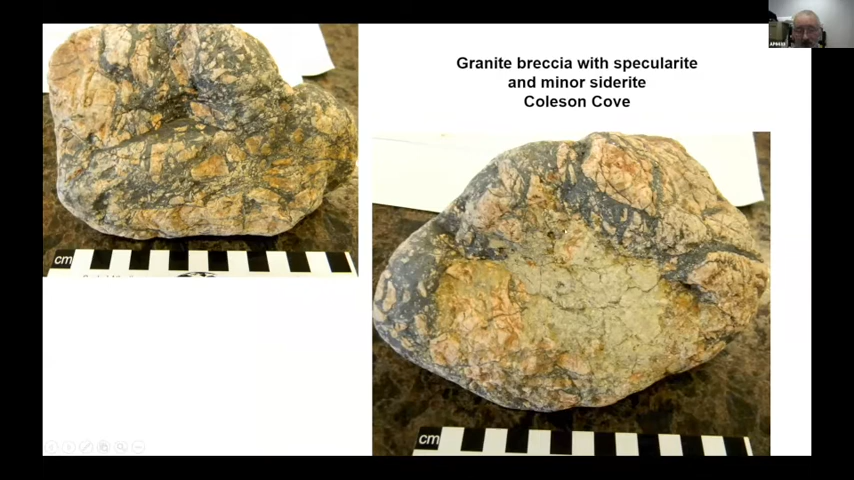 Granite breccia with specularite
and minor siderite
Coleson Cove
cm
cm